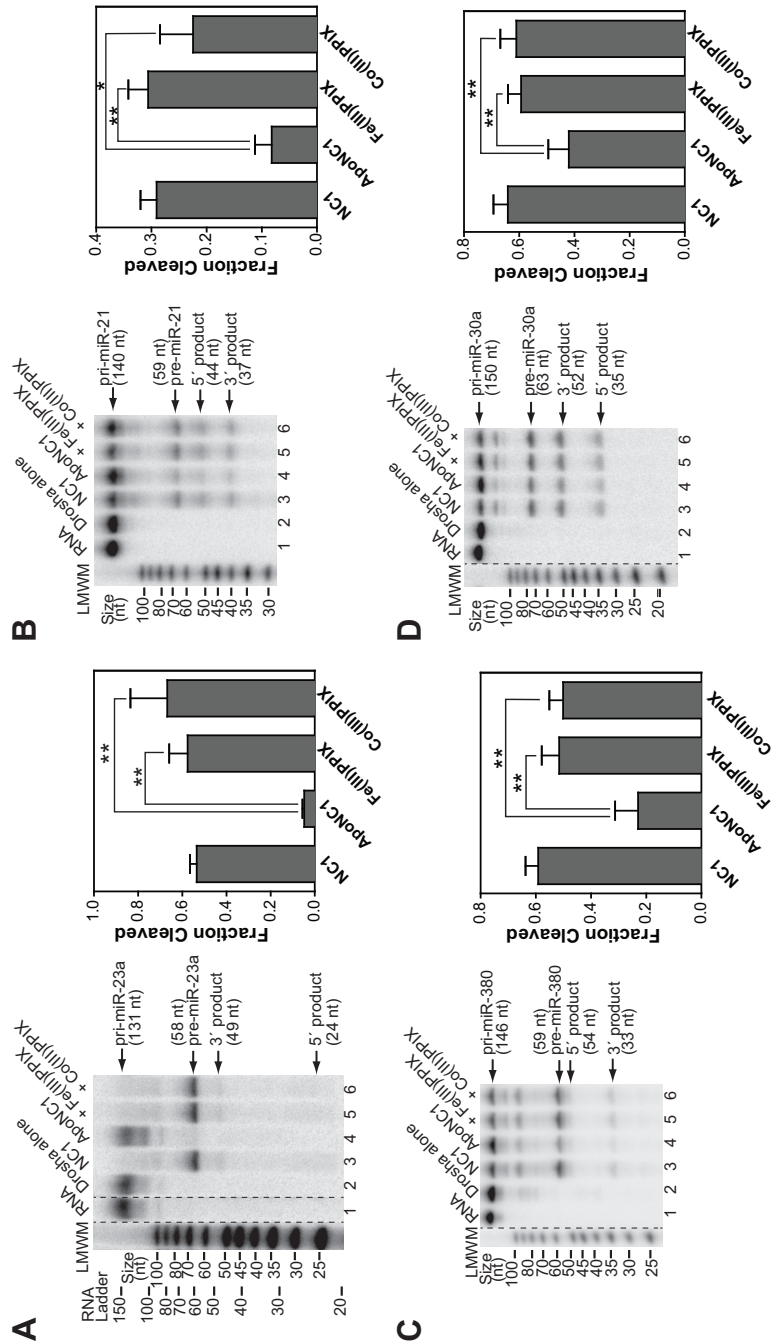 A
RNA
Ladder
150
100
80
70
60
50
40
30
20
LMWM
Size
(nt)
100
80
70
60
50
45
40
35
30
25
RNA
Drosha alone
NC1
ApoNC1
+ Fe(III)PPIX
+ Co(III)PPIX
pri-miR-23a
(131 nt)
(58 nt)
pre-miR-23a
3´ product
(49 nt)
5´ product
(24 nt)
1 2 3 4 5 6
Fraction Cleaved
1.0
0.8
0.6
0.4
0.2
0.0
**
**
NC1
ApoNC1
Fe(III)PPIX
Co(III)PPIX
B
LMWM
Size
(nt)
100
80
70
60
50
45
40
35
30
RNA
Drosha alone
NC1
ApoNC1
+ Fe(III)PPIX
+ Co(III)PPIX
pri-miR-21
(140 nt)
(59 nt)
pre-miR-21
5´ product
(44 nt)
3´ product
(37 nt)
1 2 3 4 5 6
Fraction Cleaved
0.4
0.3
0.2
0.1
0.0
*
**
NC1
ApoNC1
Fe(III)PPIX
Co(III)PPIX
C
LMWM
Size
(nt)
100
80
70
60
50
45
40
35
30
25
RNA
Drosha alone
NC1
ApoNC1
+ Fe(III)PPIX
+ Co(III)PPIX
pri-miR-380
(146 nt)
(59 nt)
pre-miR-380
5´ product
(54 nt)
3´ product
(33 nt)
1 2 3 4 5 6
Fraction Cleaved
0.8
0.6
0.4
0.2
0.0
**
**
NC1
ApoNC1
Fe(III)PPIX
Co(III)PPIX
D
LMWM
Size
(nt)
100
80
70
60
50
45
40
35
30
25
20
RNA
Drosha alone
NC1
ApoNC1
+ Fe(III)PPIX
+ Co(III)PPIX
pri-miR-30a
(150 nt)
pre-miR-30a
(63 nt)
3´ product
(52 nt)
5´ product
(35 nt)
1 2 3 4 5 6
Fraction Cleaved
0.8
0.6
0.4
0.2
0.0
**
**
NC1
ApoNC1
Fe(III)PPIX
Co(III)PPIX